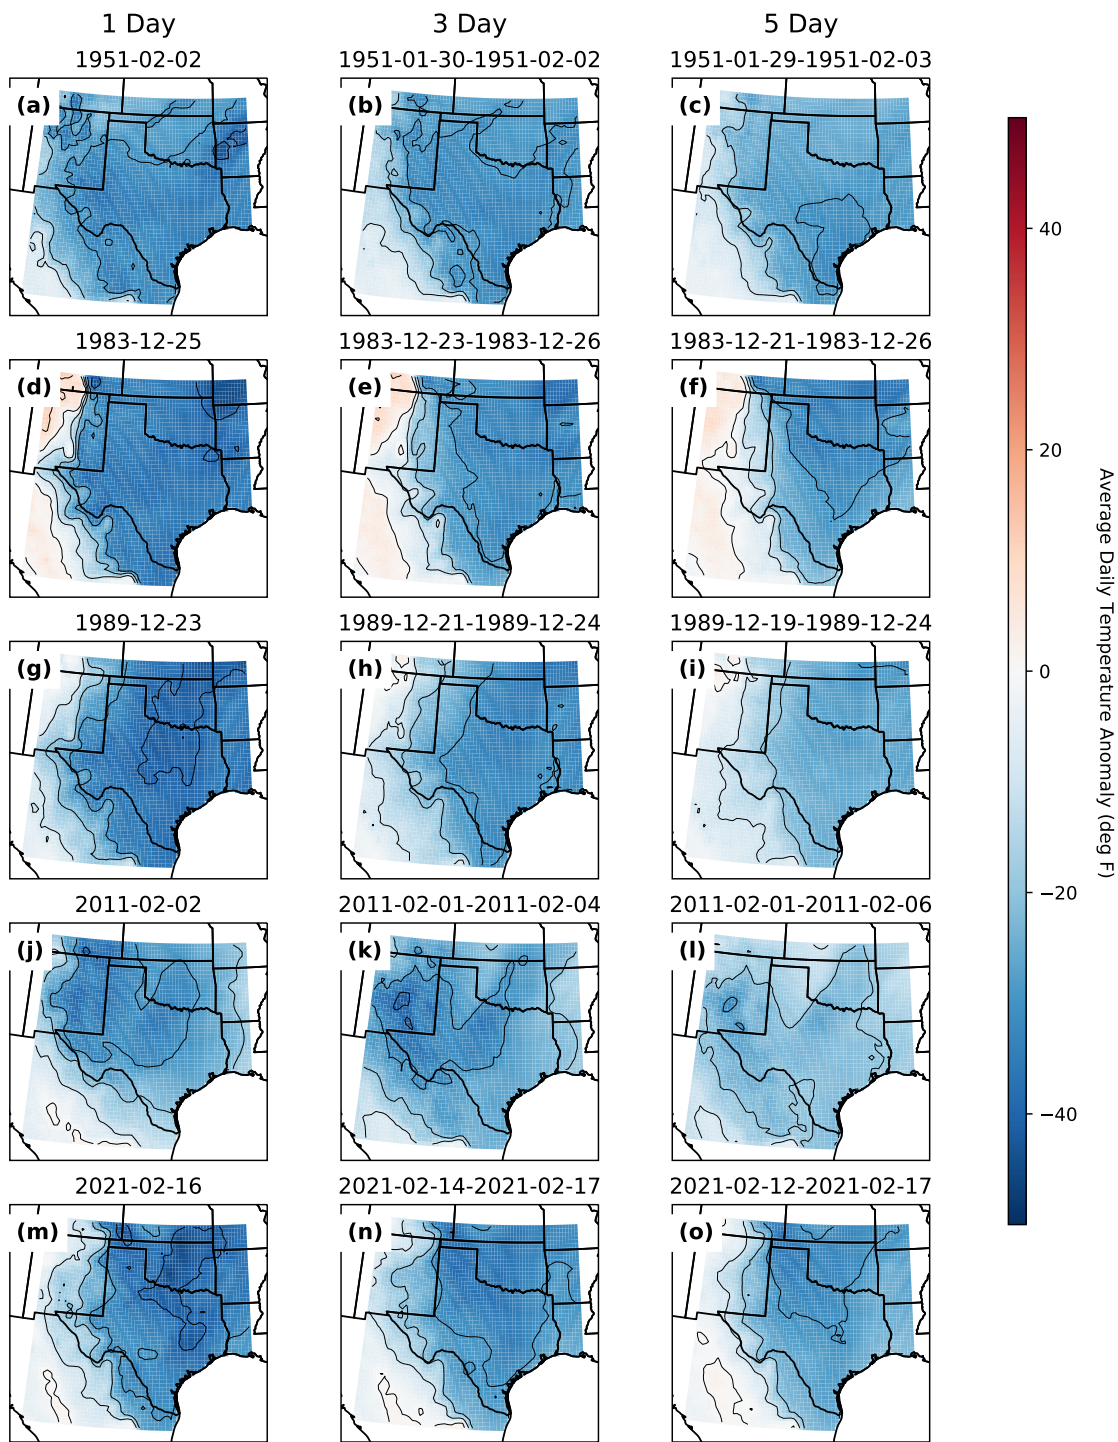 1 Day 3 Day 5 Day
1951-02-02 1951-01-30-1951-02-02 1951-01-29-1951-02-03
(a) (b) (c)
1983-12-25 1983-12-23-1983-12-26 1983-12-21-1983-12-26
(d) (e) (f)
1989-12-23 1989-12-21-1989-12-24 1989-12-19-1989-12-24
(g) (h) (i)
2011-02-02 2011-02-01-2011-02-04 2011-02-01-2011-02-06
(j) (k) (l)
2021-02-16 2021-02-14-2021-02-17 2021-02-12-2021-02-17
(m) (n) (o)
40
20
0
−20
−40
Average Daily Temperature Anomaly (deg F)